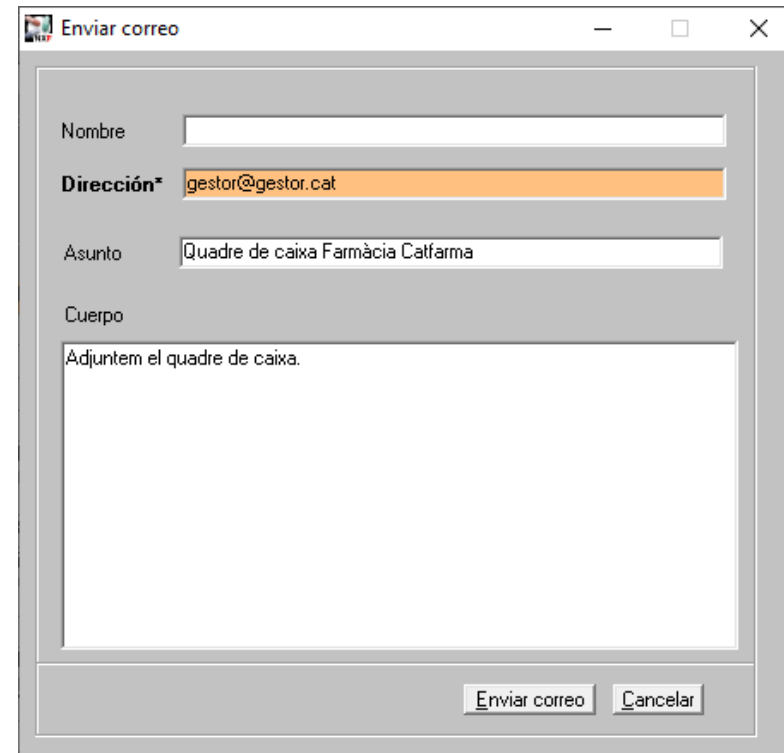 Enviar correo
Nombre
Dirección* gestor@gestor.cat
Asunto Quadre de caixa Farmàcia Catfarma
Cuerpo
Adjuntem el quadre de caixa.
Enviar correo Cancelar